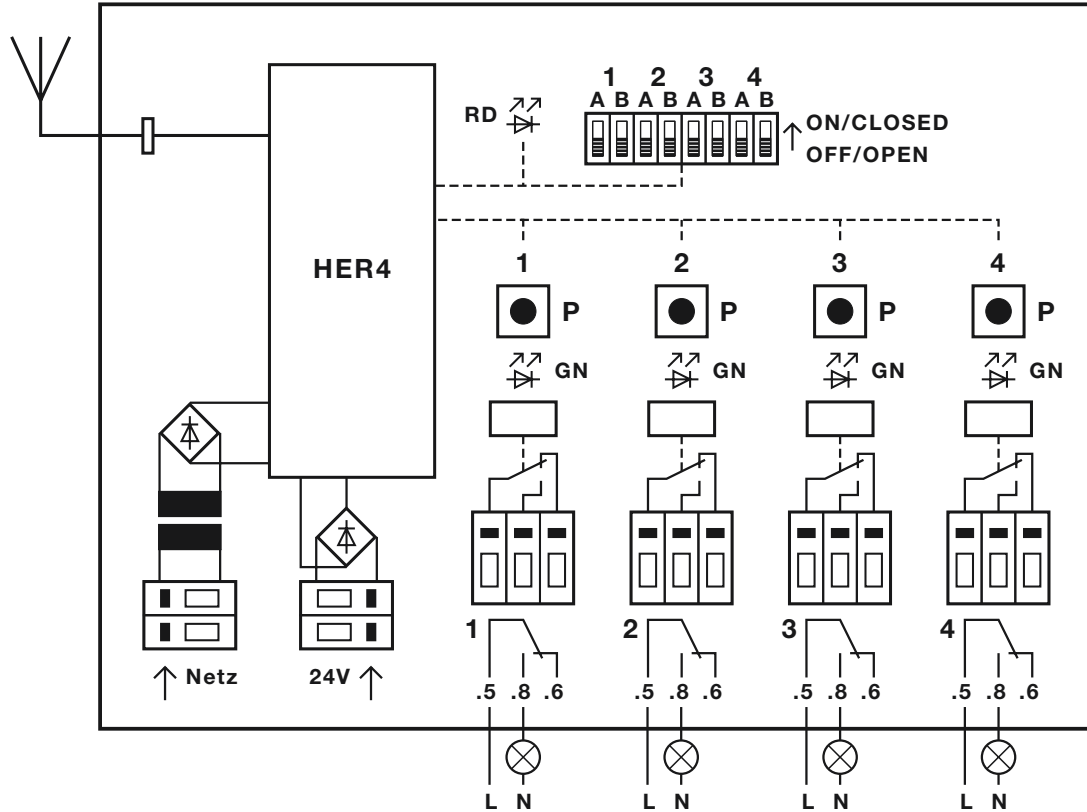 1 2 3 4
A B A B A B A B
RD
ON/CLOSED
OFF/OPEN
HER4
1 2 3 4
P P P P
GN GN GN GN
1 2 3 4
Netz 24V
.5 .8 .6 .5 .8 .6 .5 .8 .6 .5 .8 .6
L N L N L N L N